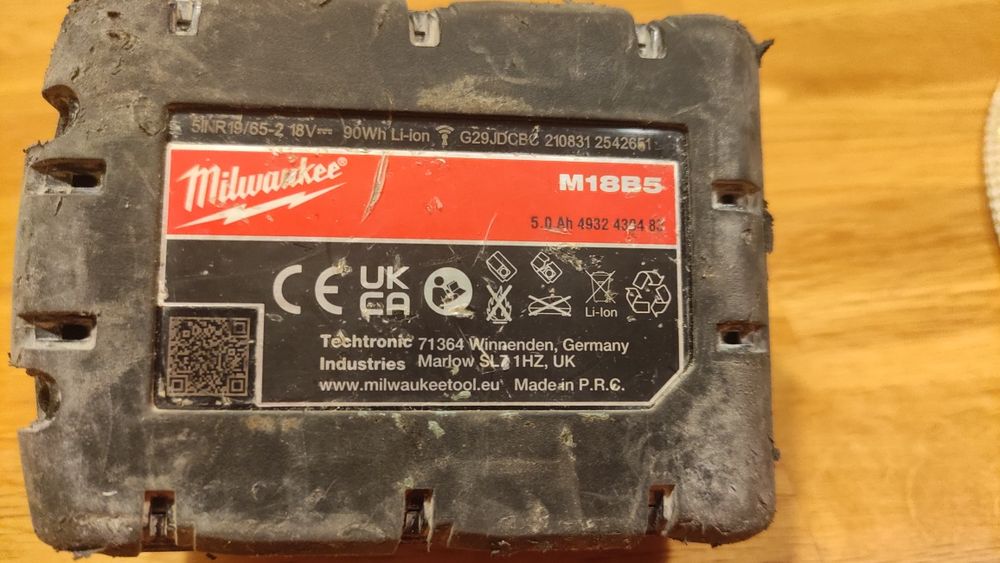 5INR19/65-2 18V⎓ 90Wh Li-ion G29JDCBC 210831 2542651
Milwaukee®
M18B5
5.0 Ah 4932 4304 83
CE UK CA
Li-Ion
Techtronic Industries
71364 Winnenden, Germany
Marlow SL7 1HZ, UK
www.milwaukeetool.eu Made in P.R.C.